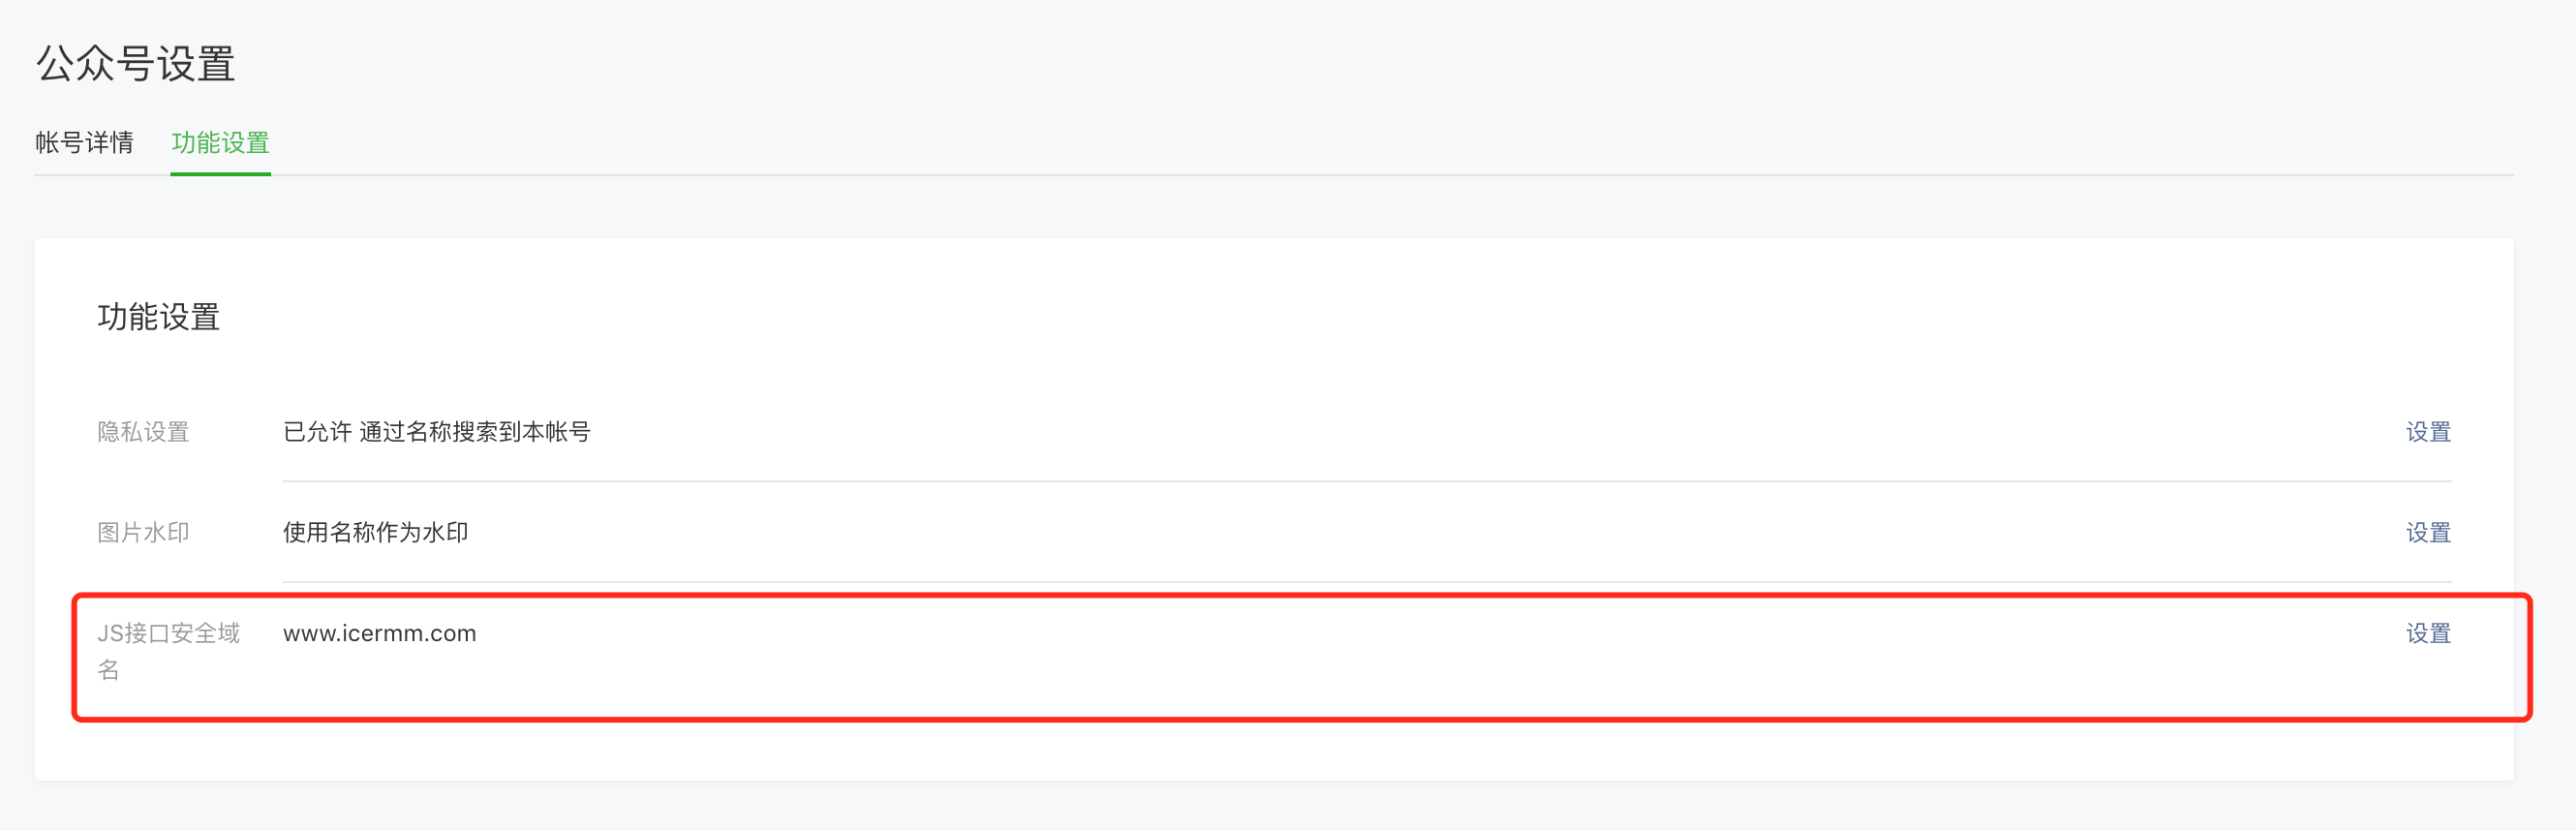 公众号设置
帐号详情 功能设置
功能设置
隐私设置 已允许 通过名称搜索到本帐号 设置
图片水印 使用名称作为水印 设置
JS接口安全域 www.icermm.com 设置
名